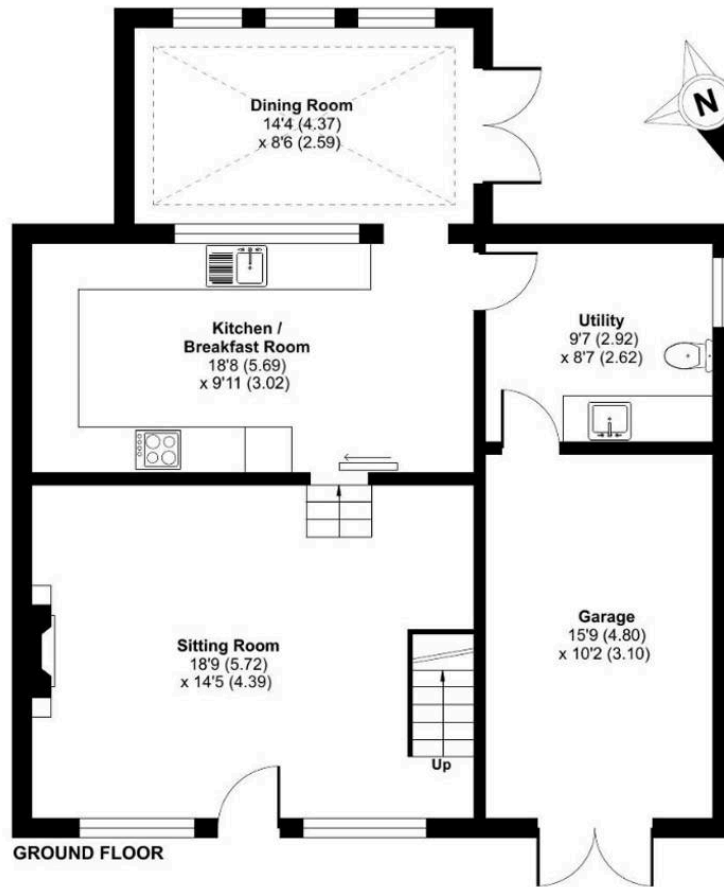 Dining Room
14'4 (4.37)
x 8'6 (2.59)
N
Kitchen /
Breakfast Room
18'8 (5.69)
x 9'11 (3.02)
Utility
9'7 (2.92)
x 8'7 (2.62)
Sitting Room
18'9 (5.72)
x 14'5 (4.39)
Garage
15'9 (4.80)
x 10'2 (3.10)
Up
GROUND FLOOR